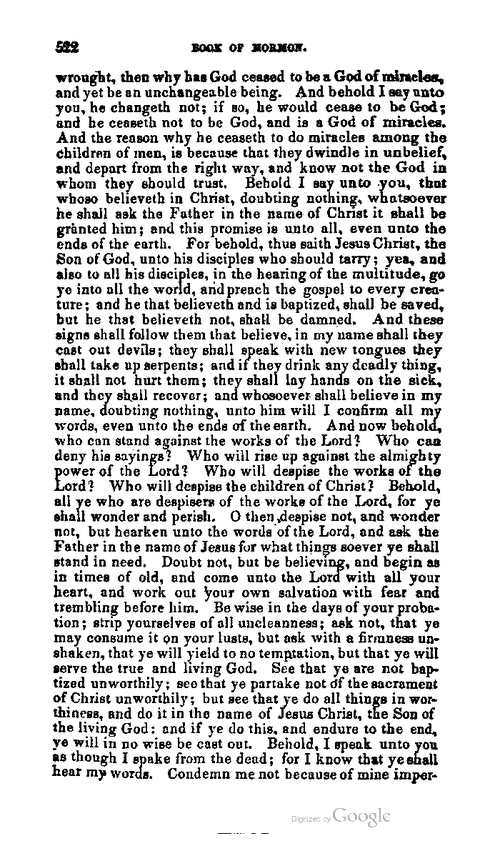 522 BOOK OF MORMON.
wrought, then why has God ceased to be a God of miracles,
and yet be an unchangeable being. And behold I say unto
you, he changeth not; if so, he would cease to be God;
and he ceaseth not to be God, and is a God of miracles.
And the reason why he ceaseth to do miracles among the
children of men, is because that they dwindle in unbelief,
and depart from the right way, and know not the God in
whom they should trust. Behold I say unto you, that
whoso believeth in Christ, doubting nothing, whatsoever
he shall ask the Father in the name of Christ it shall be
granted him; and this promise is unto all, even unto the
ends of the earth. For behold, thus saith Jesus Christ, the
Son of God, unto his disciples who should tarry; yea, and
also to all his disciples, in the hearing of the multitude, go
ye into all the world, and preach the gospel to every crea-
ture; and he that believeth and is baptized, shall be saved,
but he that believeth not, shall be damned. And these
signs shall follow them that believe, in my name shall they
cast out devils; they shall speak with new tongues they
shall take up serpents; and if they drink any deadly thing,
it shall not hurt them; they shall lay hands on the sick,
and they shall recover; and whosoever shall believe in my
name, doubting nothing, unto him will I confirm all my
words, even unto the ends of the earth. And now behold,
who can stand against the works of the Lord? Who can
deny his sayings? Who will rise up against the almighty
power of the Lord? Who will despise the works of the
Lord? Who will despise the children of Christ? Behold,
all ye who are despisers of the works of the Lord, for ye
shall wonder and perish. O then despise not, and wonder
not, but hearken unto the words of the Lord, and ask the
Father in the name of Jesus for what things soever ye shall
stand in need. Doubt not, but be believing, and begin as
in times of old, and come unto the Lord with all your
heart, and work out your own salvation with fear and
trembling before him. Be wise in the days of your proba-
tion; strip yourselves of all uncleanness; ask not, that ye
may consume it on your lusts, but ask with a firmness un-
shaken, that ye will yield to no temptation, but that ye will
serve the true and living God. See that ye are not bap-
tized unworthily; see that ye partake not of the sacrament
of Christ unworthily; but see that ye do all things in wor-
thiness, and do it in the name of Jesus Christ, the Son of
the living God: and if ye do this, and endure to the end,
ye will in no wise be cast out. Behold, I speak unto you
as though I spake from the dead; for I know that ye shall
hear my words. Condemn me not because of mine imper-
Digitized by Google